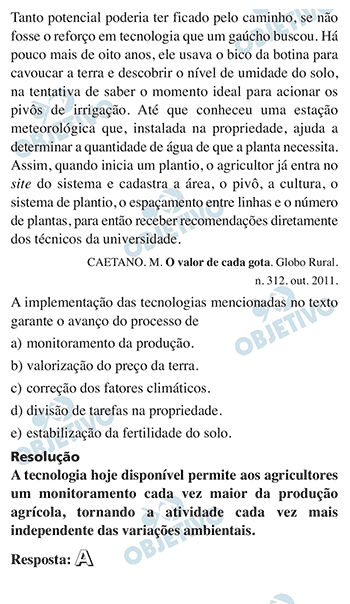 Tanto potencial poderia ter ficado pelo caminho, se não
fosse o reforço em tecnologia que um gaúcho buscou. Há
pouco mais de oito anos, ele usava o bico da botina para
cavoucar a terra e descobrir o nível de umidade do solo,
na tentativa de saber o momento ideal para acionar os
pivôs de irrigação. Até que conheceu uma estação
meteorológica que, instalada na propriedade, ajuda a
determinar a quantidade de água de que a planta necessita.
Assim, quando inicia um plantio, o agricultor já entra no
site do sistema e cadastra a área, o pivô, a cultura, o
sistema de plantio, o espaçamento entre linhas e o número
de plantas, para então receber recomendações diretamente
dos técnicos da universidade.
CAETANO. M. O valor de cada gota. Globo Rural.
n. 312. out. 2011.
A implementação das tecnologias mencionadas no texto
garante o avanço do processo de
a) monitoramento da produção.
b) valorização do preço da terra.
c) correção dos fatores climáticos.
d) divisão de tarefas na propriedade.
e) estabilização da fertilidade do solo.
Resolução
A tecnologia hoje disponível permite aos agricultores
um monitoramento cada vez maior da produção
agrícola, tornando a atividade cada vez mais
independente das variações ambientais.
Resposta: A
OBJETIVO
OBJETIVO
OBJETIVO
OBJETIVO
OBJETIVO
OBJETIVO